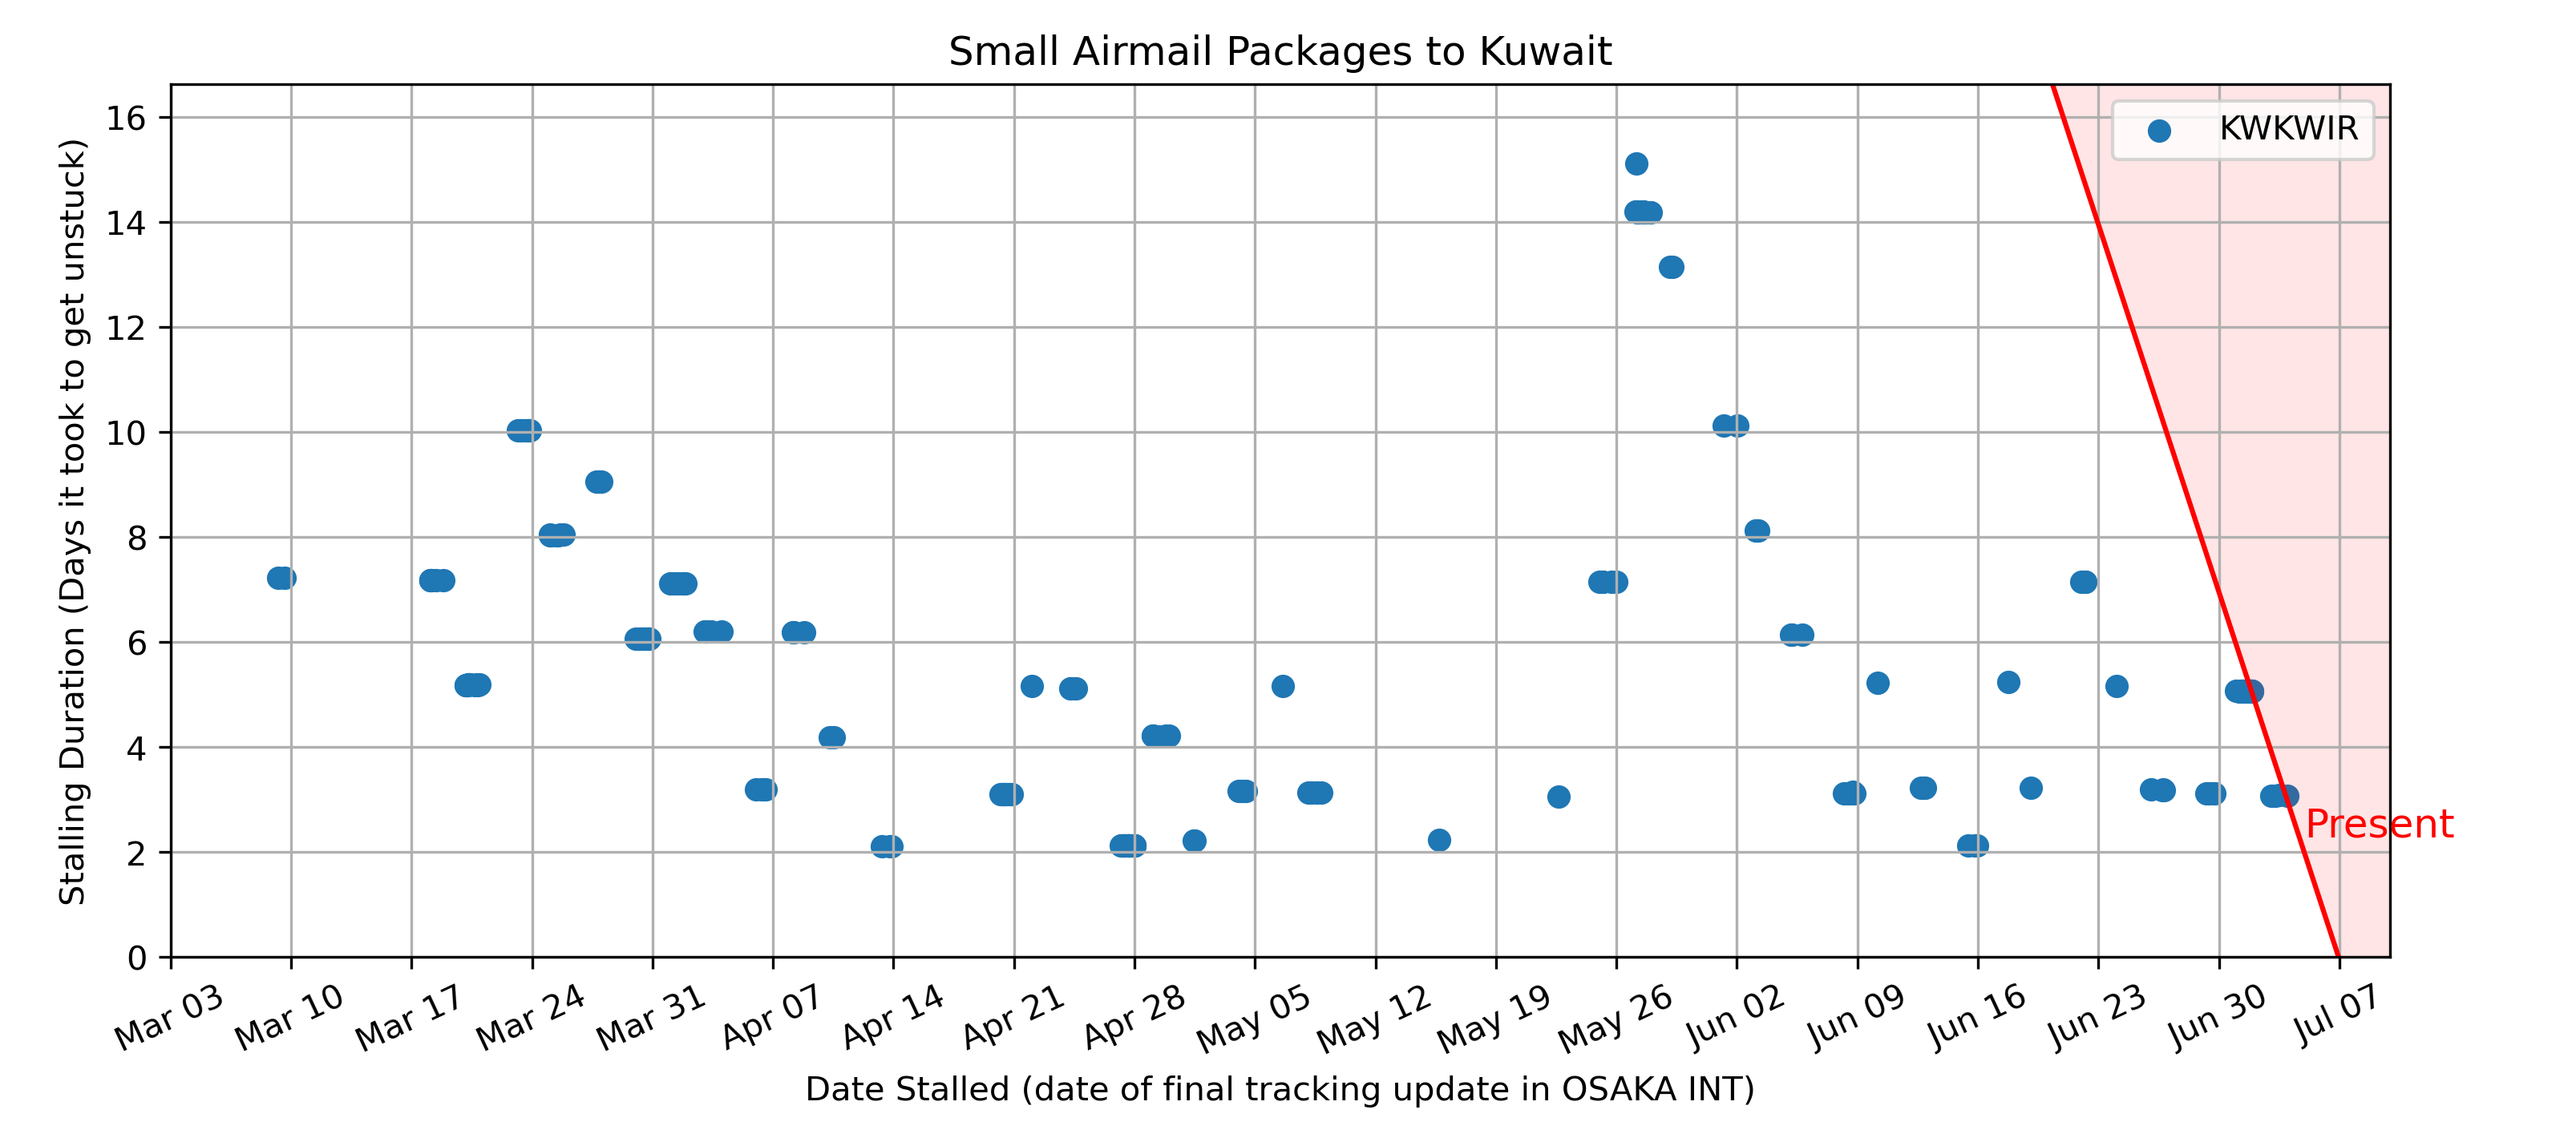 Small Airmail Packages to Kuwait
KWKWIR
Stalling Duration (Days it took to get unstuck)
16
14
12
10
8
6
4
2
0
Present
Mar 03 Mar 10 Mar 17 Mar 24 Mar 31 Apr 07 Apr 14 Apr 21 Apr 28 May 05 May 12 May 19 May 26 Jun 02 Jun 09 Jun 16 Jun 23 Jun 30 Jul 07
Date Stalled (date of final tracking update in OSAKA INT)